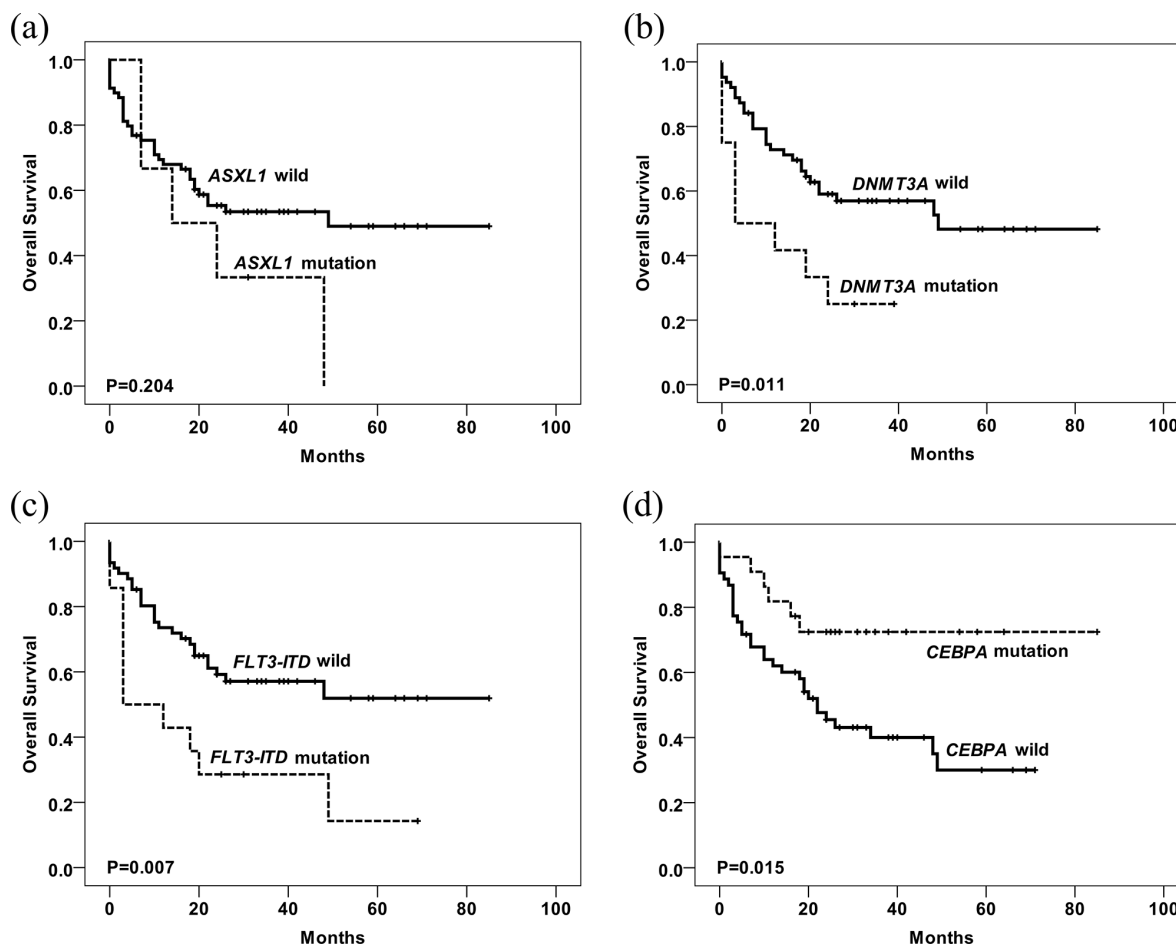 (a)
1.0
0.8
0.6
0.4
0.2
0.0
Overall Survival
ASXL1 wild
ASXL1 mutation
P=0.204
0 20 40 60 80 100
Months
(b)
1.0
0.8
0.6
0.4
0.2
0.0
Overall Survival
DNMT3A wild
DNMT3A mutation
P=0.011
0 20 40 60 80 100
Months
(c)
1.0
0.8
0.6
0.4
0.2
0.0
Overall Survival
FLT3-ITD wild
FLT3-ITD mutation
P=0.007
0 20 40 60 80 100
Months
(d)
1.0
0.8
0.6
0.4
0.2
0.0
Overall Survival
CEBPA mutation
CEBPA wild
P=0.015
0 20 40 60 80 100
Months